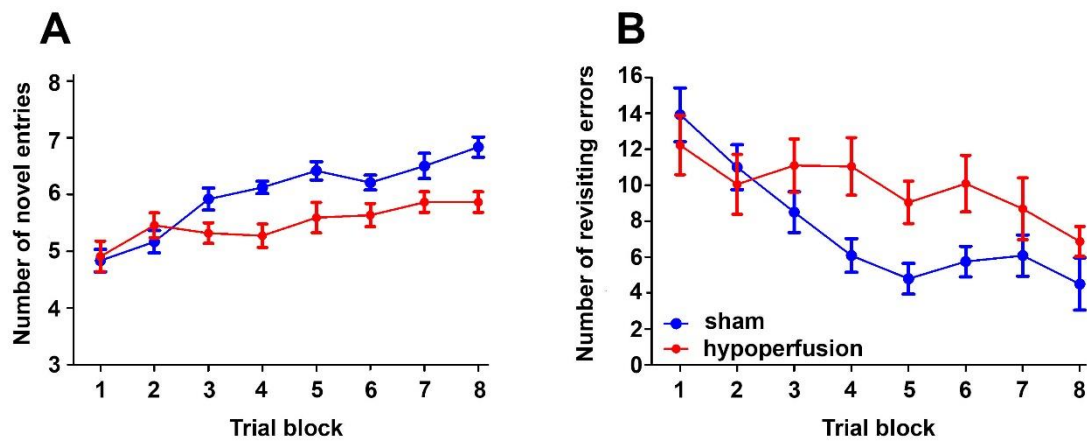 A
Number of novel entries
8
7
6
5
4
3
1 2 3 4 5 6 7 8
Trial block
B
Number of revisiting errors
16
14
12
10
8
6
4
2
0
sham
hypoperfusion
1 2 3 4 5 6 7 8
Trial block